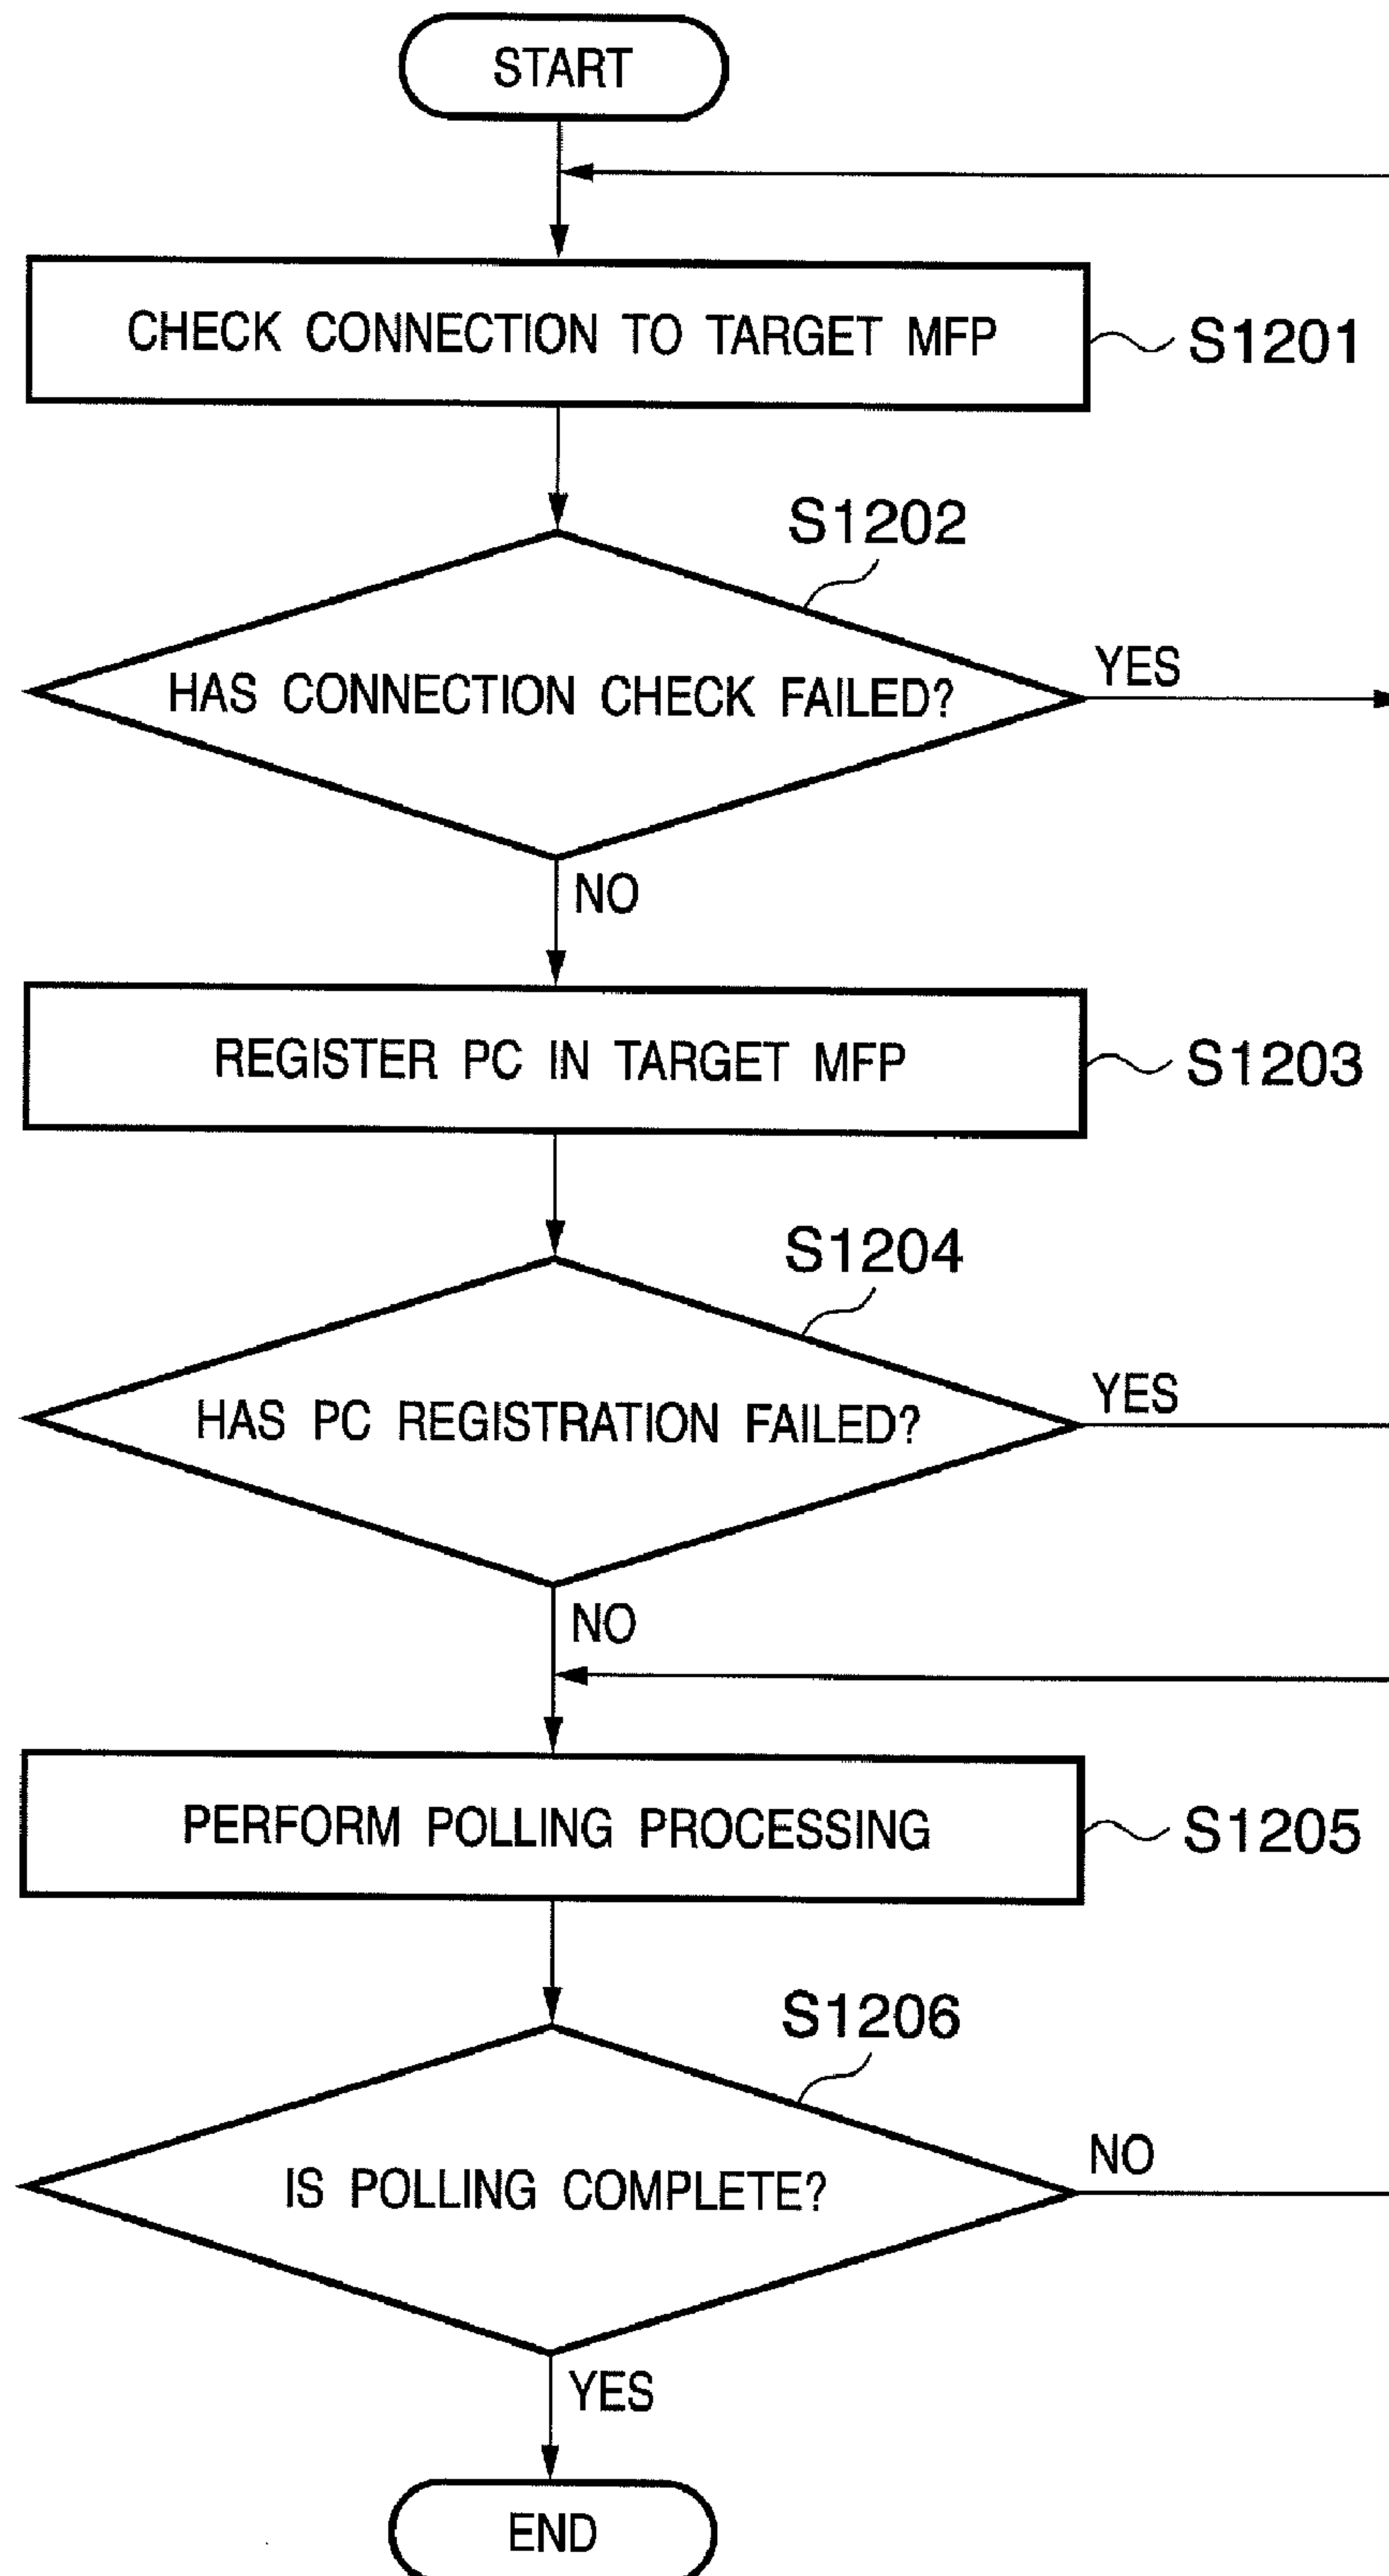 START
CHECK CONNECTION TO TARGET MFP
S1201
S1202
HAS CONNECTION CHECK FAILED?
YES
NO
REGISTER PC IN TARGET MFP
S1203
S1204
HAS PC REGISTRATION FAILED?
YES
NO
PERFORM POLLING PROCESSING
S1205
S1206
IS POLLING COMPLETE?
NO
YES
END